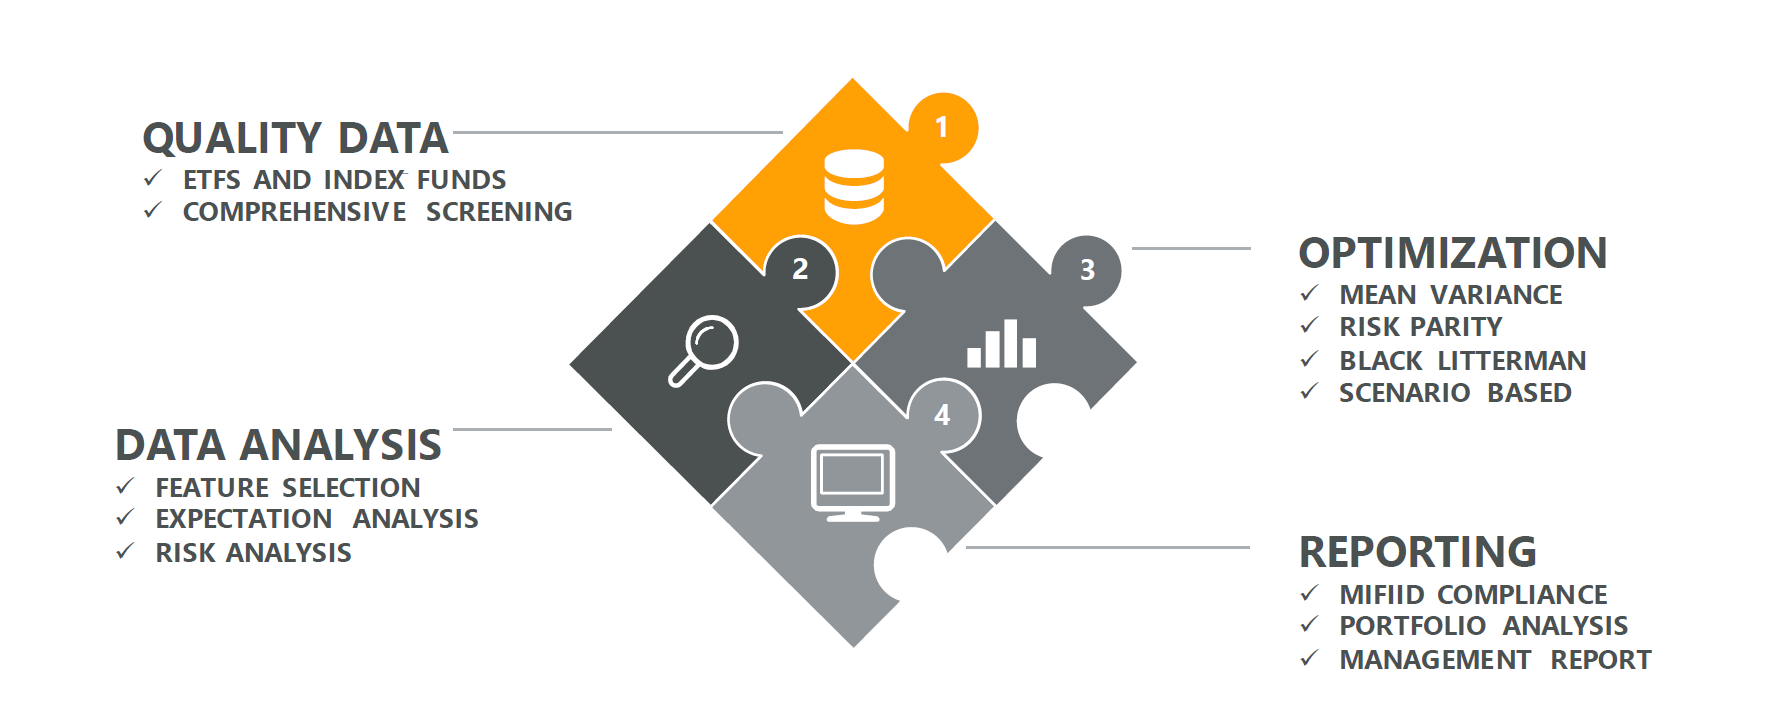 QUALITY DATA
✓ ETFS AND INDEX FUNDS
✓ COMPREHENSIVE SCREENING
1
2
3
4
OPTIMIZATION
✓ MEAN VARIANCE
✓ RISK PARITY
✓ BLACK LITTERMAN
✓ SCENARIO BASED
DATA ANALYSIS
✓ FEATURE SELECTION
✓ EXPECTATION ANALYSIS
✓ RISK ANALYSIS
REPORTING
✓ MIFIID COMPLIANCE
✓ PORTFOLIO ANALYSIS
✓ MANAGEMENT REPORT